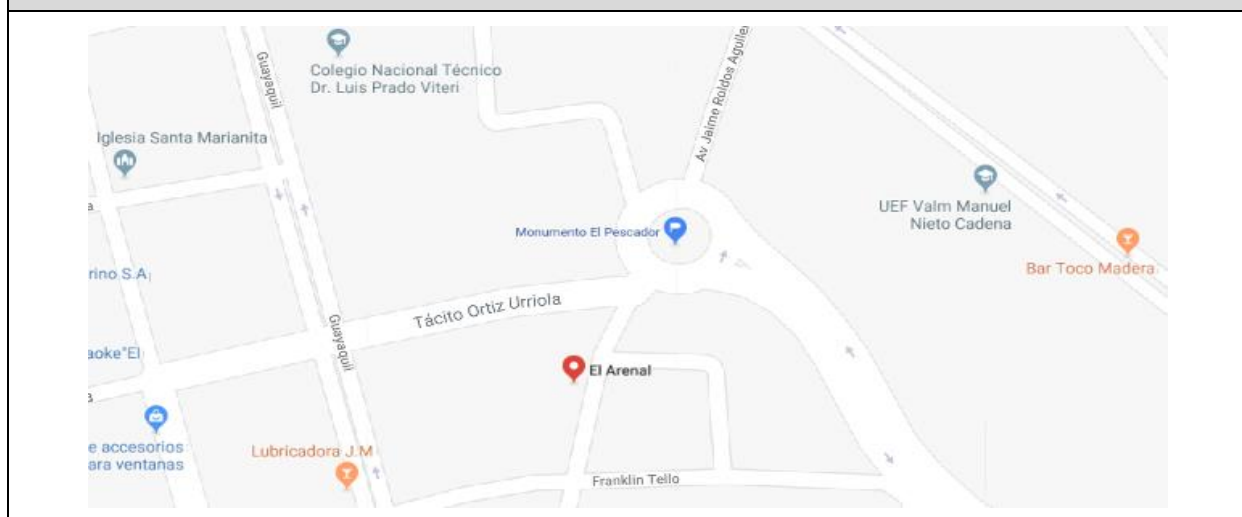 Guayaquil
Colegio Nacional Técnico
Dr. Luis Prado Viteri
Av Jaime Roldos Aguiler
Iglesia Santa Marianita
UEF Valm Manuel
Nieto Cadena
Monumento El Pescador
Bar Toco Madera
rino S.A
Tácito Ortiz Urriola
Guayaquil
aoke"El
El Arenal
e accesorios
ara ventanas
Lubricadora J.M
Franklin Tello